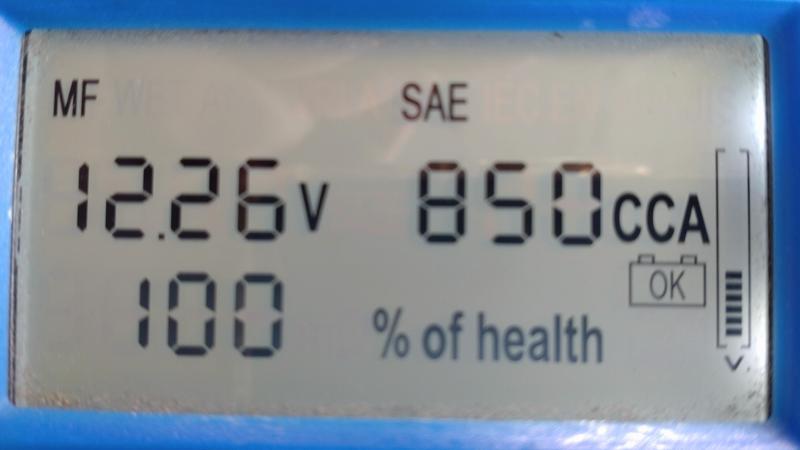 MF SAE
12.26V 850CCA
OK
100 % of health